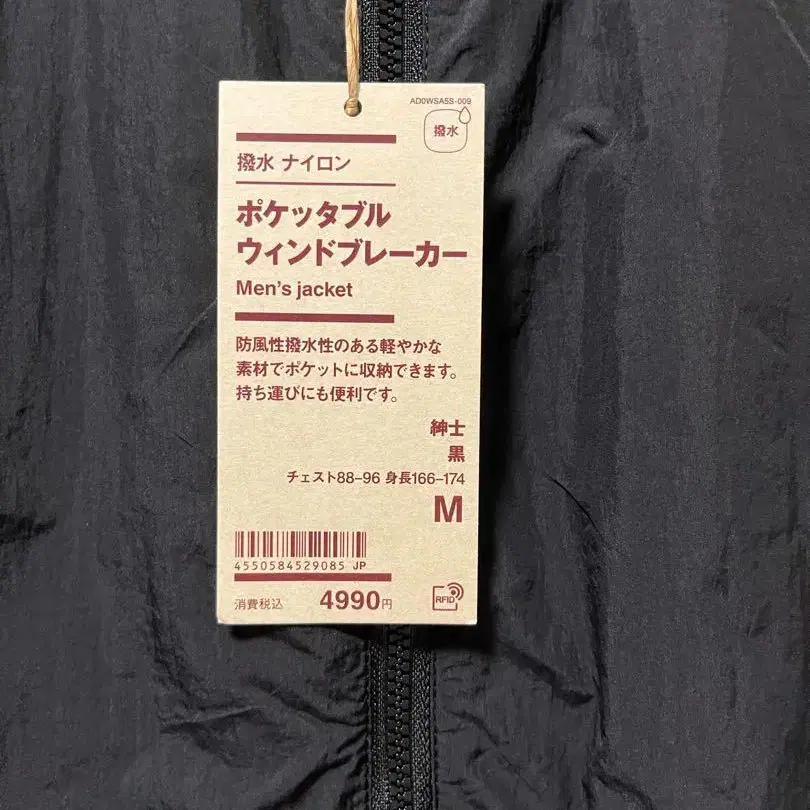 AD0WSA5S-009
撥水
撥水 ナイロン
ポケッタブル
ウィンドブレーカー
Men's jacket
防風性撥水性のある軽やかな
素材でポケットに収納できます。
持ち運びにも便利です。
紳士
黒
チェスト88–96 身長166–174
M
4550584529085 JP
消費税込 4990円
RFID